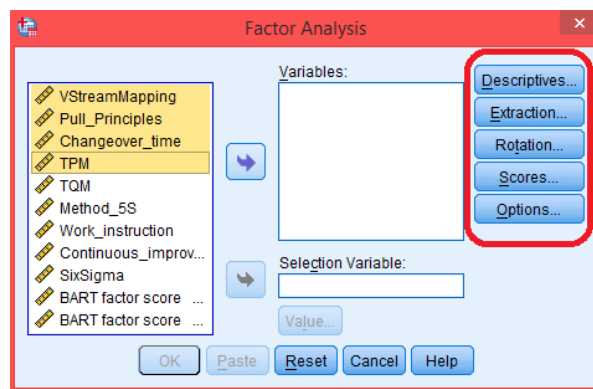 Factor Analysis
VStreamMapping
Pull_Principles
Changeover_time
TPM
TQM
Method_5S
Work_instruction
Continuous_improv...
SixSigma
BART factor score ...
BART factor score ...
Variables:
Selection Variable:
Value...
Descriptives...
Extraction...
Rotation...
Scores...
Options...
OK Paste Reset Cancel Help